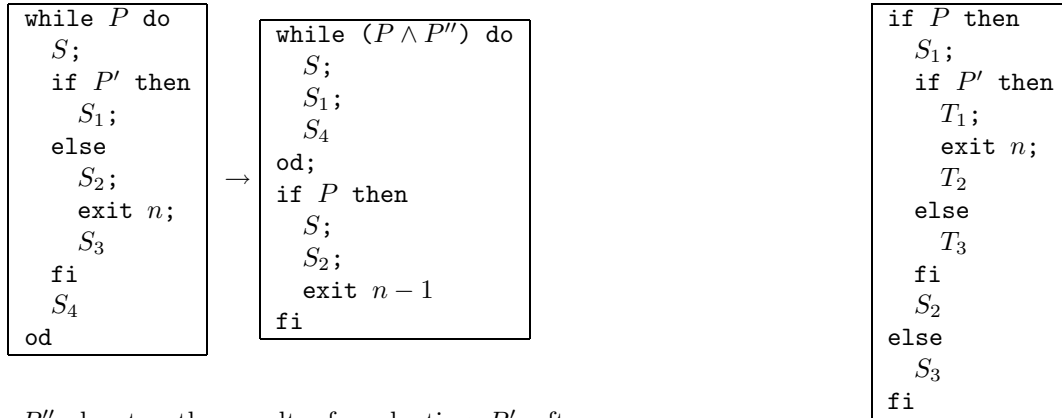 while P do
S;
if P′ then
S₁;
else
S₂;
exit n;
S₃
fi
S₄
od
→
while (P ∧ P″) do
S;
S₁;
S₄
od;
if P then
S;
S₂;
exit n − 1
fi
if P then
S₁;
if P′ then
T₁;
exit n;
T₂
else
T₃
fi
S₂
else
S₃
fi